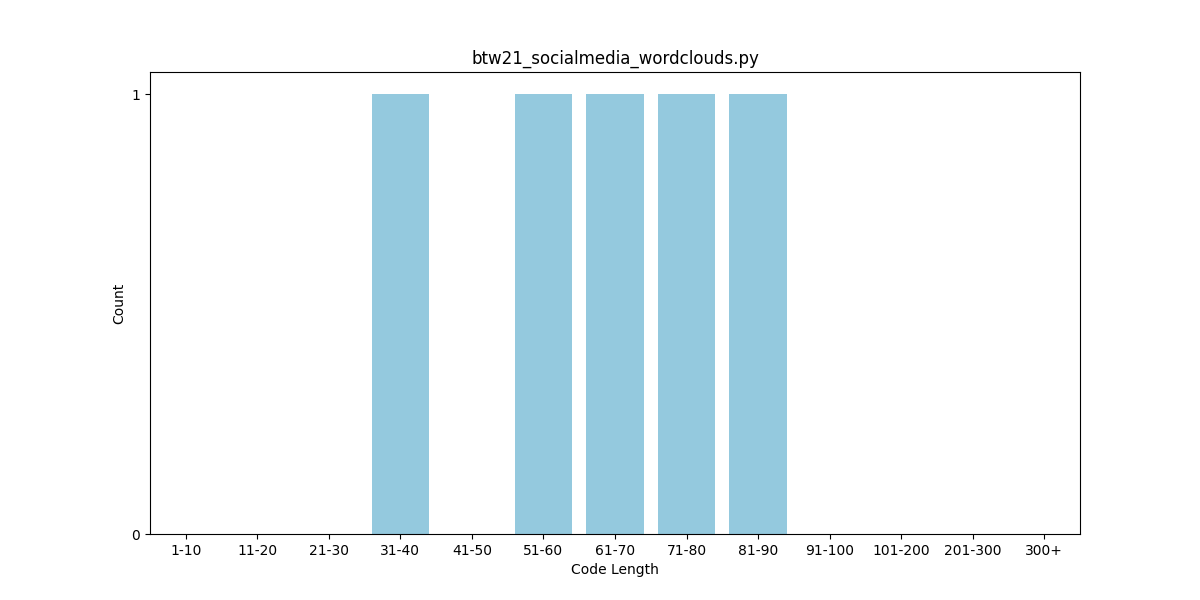 btw21_socialmedia_wordclouds.py
1
Count
0
1-10 11-20 21-30 31-40 41-50 51-60 61-70 71-80 81-90 91-100 101-200 201-300 300+
Code Length